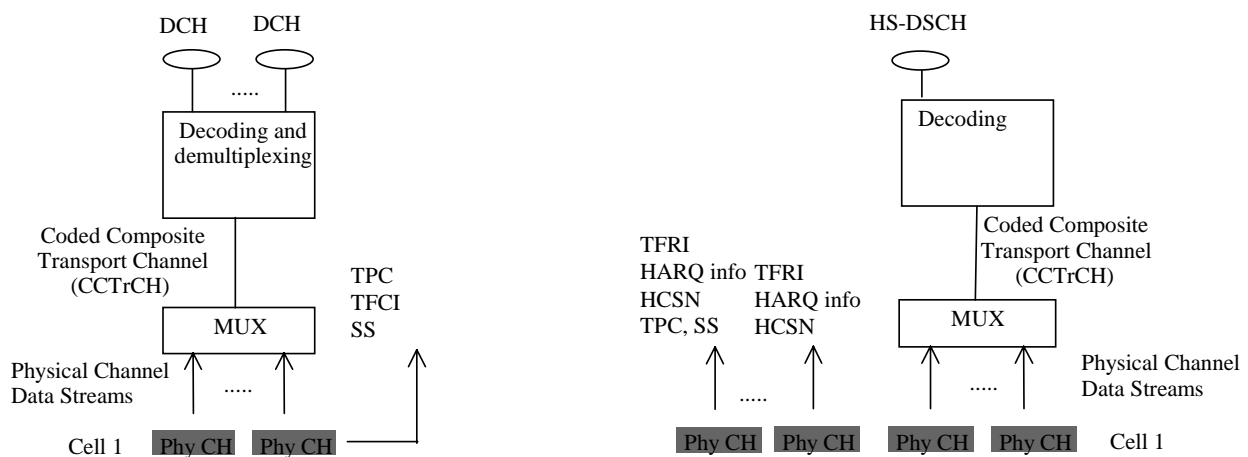 DCH
DCH
.....
Decoding and
demultiplexing
Coded Composite
Transport Channel
(CCTrCH)
TPC
TFCI
SS
MUX
Physical Channel
Data Streams
.....
Cell 1
Phy CH
Phy CH
HS-DSCH
Decoding
Coded Composite
Transport Channel
(CCTrCH)
TFRI
HARQ info
HCSN
TPC, SS
TFRI
HARQ info
HCSN
MUX
Physical Channel
Data Streams
.....
.....
Phy CH
Phy CH
Phy CH
Phy CH
Cell 1